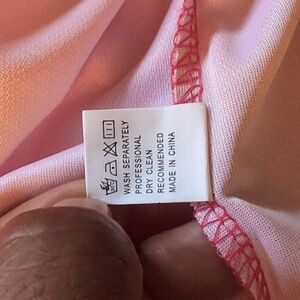 WASH SEPARATELY
PROFESSIONAL
DRY CLEAN
RECOMMENDED
MADE IN CHINA